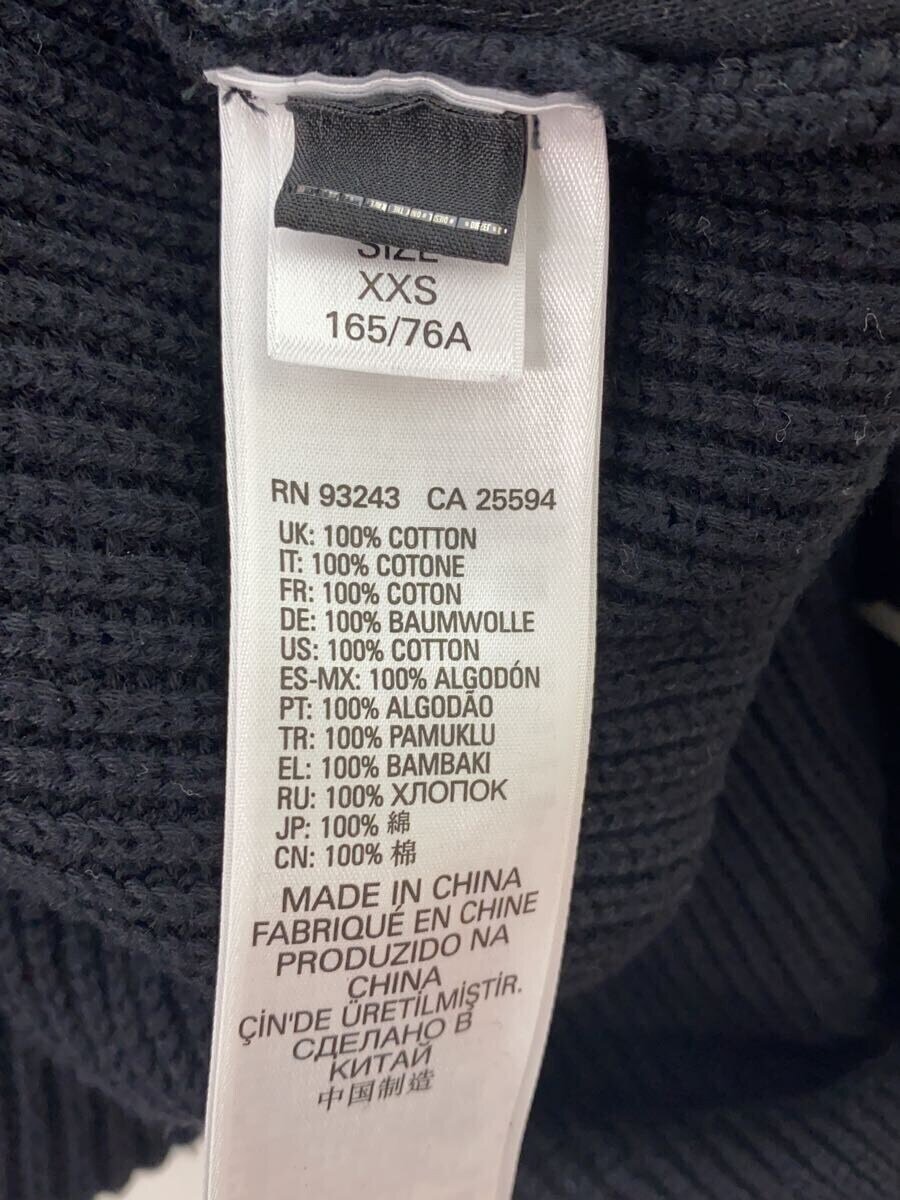 SIZE
XXS
165/76A
RN 93243 CA 25594
UK: 100% COTTON
IT: 100% COTONE
FR: 100% COTON
DE: 100% BAUMWOLLE
US: 100% COTTON
ES-MX: 100% ALGODÓN
PT: 100% ALGODÃO
TR: 100% PAMUKLU
EL: 100% BAMBAKI
RU: 100% ХЛОПОК
JP: 100% 綿
CN: 100% 棉
MADE IN CHINA
FABRIQUÉ EN CHINE
PRODUZIDO NA
CHINA
ÇİN'DE ÜRETİLMİŞTİR.
СДЕЛАНО В
КИТАЙ
中国制造